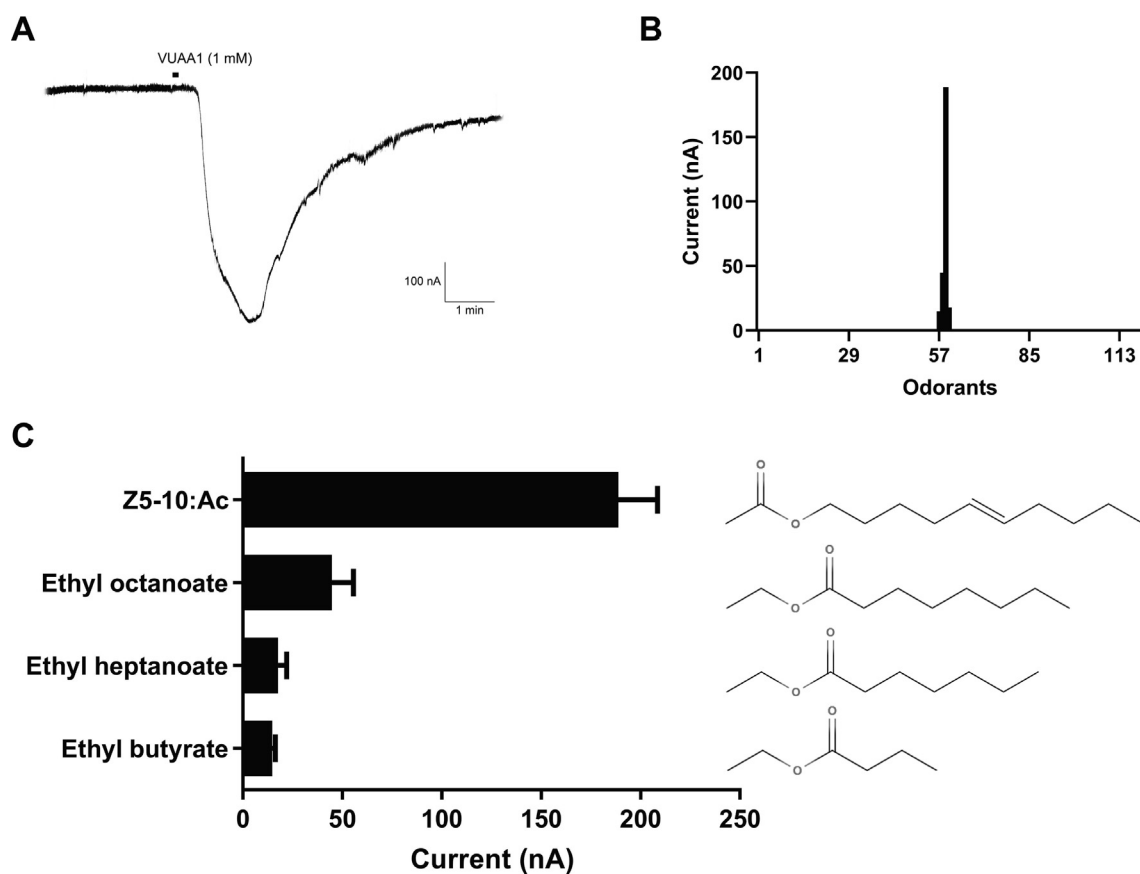 A
VUAA1 (1 mM)
100 nA
1 min
B
Current (nA)
200
150
100
50
0
1 29 57 85 113
Odorants
C
Z5-10:Ac
Ethyl octanoate
Ethyl heptanoate
Ethyl butyrate
0 50 100 150 200 250
Current (nA)
O
O
O
O
O
O
O
O